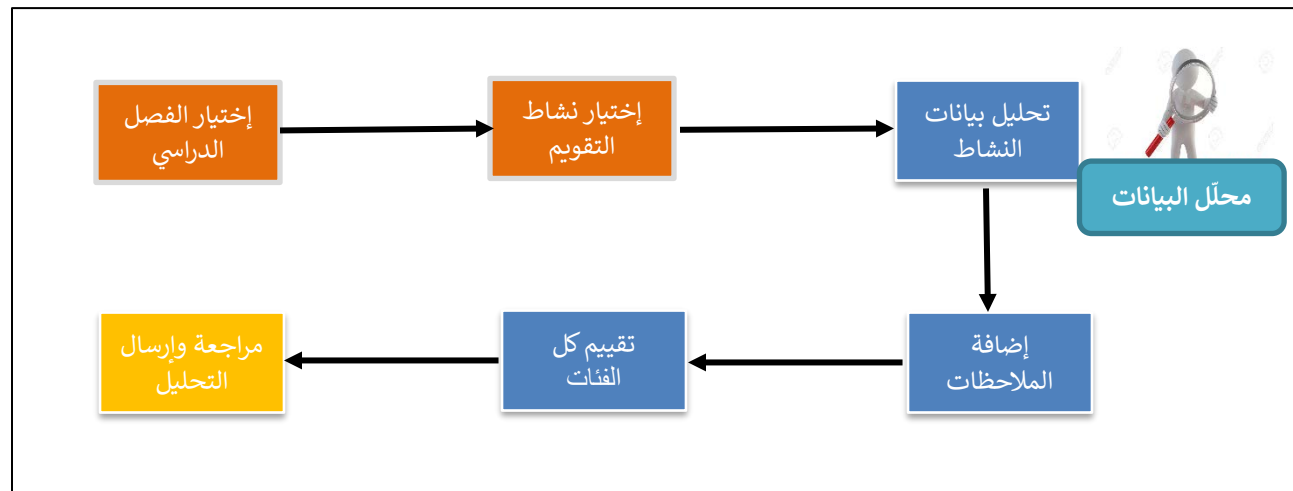 إختيار الفصل
الدراسي
إختيار نشاط
التقويم
تحليل بيانات
النشاط
محلّل البيانات
إضافة
الملاحظات
تقييم كل
الفئات
مراجعة وإرسال
التحليل